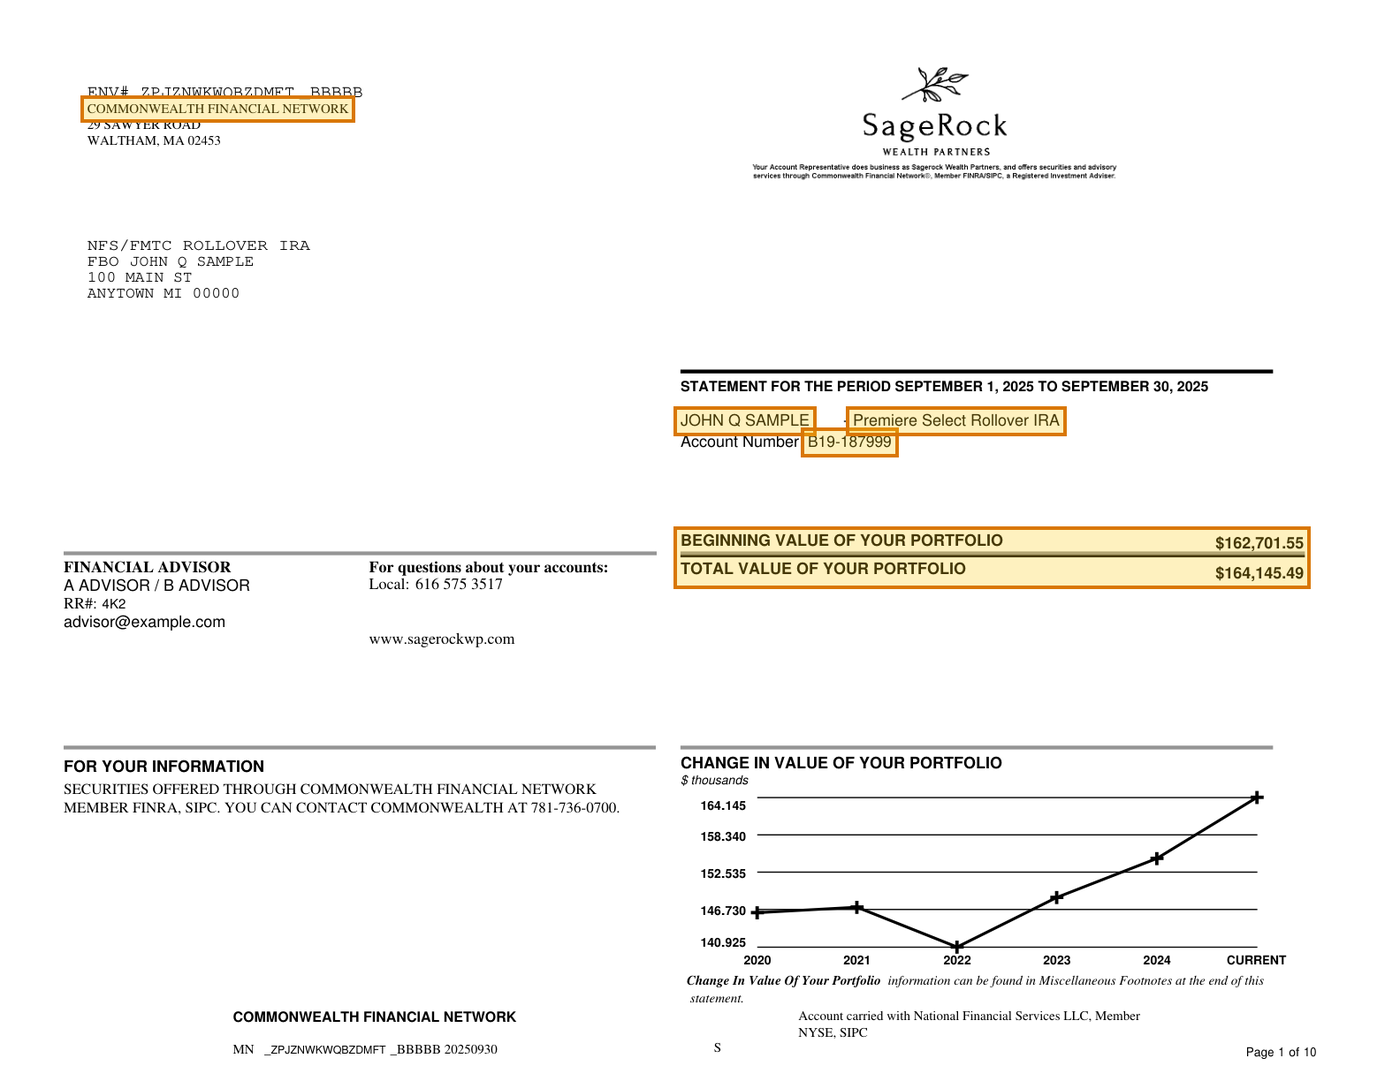 ENV# ZPJZNWKWQBZDMFT _BBBBB
COMMONWEALTH FINANCIAL NETWORK
29 SAWYER ROAD
WALTHAM, MA 02453
SageRock
WEALTH PARTNERS
Your Account Representative does business as Sagerock Wealth Partners, and offers securities and advisory
services through Commonwealth Financial Network®, Member FINRA/SIPC, a Registered Investment Adviser.
NFS/FMTC ROLLOVER IRA
FBO JOHN Q SAMPLE
100 MAIN ST
ANYTOWN MI 00000
STATEMENT FOR THE PERIOD SEPTEMBER 1, 2025 TO SEPTEMBER 30, 2025
JOHN Q SAMPLE - Premiere Select Rollover IRA
Account Number B19-187999
BEGINNING VALUE OF YOUR PORTFOLIO $162,701.55
TOTAL VALUE OF YOUR PORTFOLIO $164,145.49
FINANCIAL ADVISOR
A ADVISOR / B ADVISOR
RR#: 4K2
advisor@example.com
For questions about your accounts:
Local: 616 575 3517
www.sagerockwp.com
FOR YOUR INFORMATION
SECURITIES OFFERED THROUGH COMMONWEALTH FINANCIAL NETWORK
MEMBER FINRA, SIPC. YOU CAN CONTACT COMMONWEALTH AT 781-736-0700.
CHANGE IN VALUE OF YOUR PORTFOLIO
$ thousands
164.145
158.340
152.535
146.730
140.925
2020 2021 2022 2023 2024 CURRENT
Change In Value Of Your Portfolio information can be found in Miscellaneous Footnotes at the end of this
statement.
COMMONWEALTH FINANCIAL NETWORK
Account carried with National Financial Services LLC, Member
NYSE, SIPC
MN _ZPJZNWKWQBZDMFT _BBBBB 20250930
S
Page 1 of 10